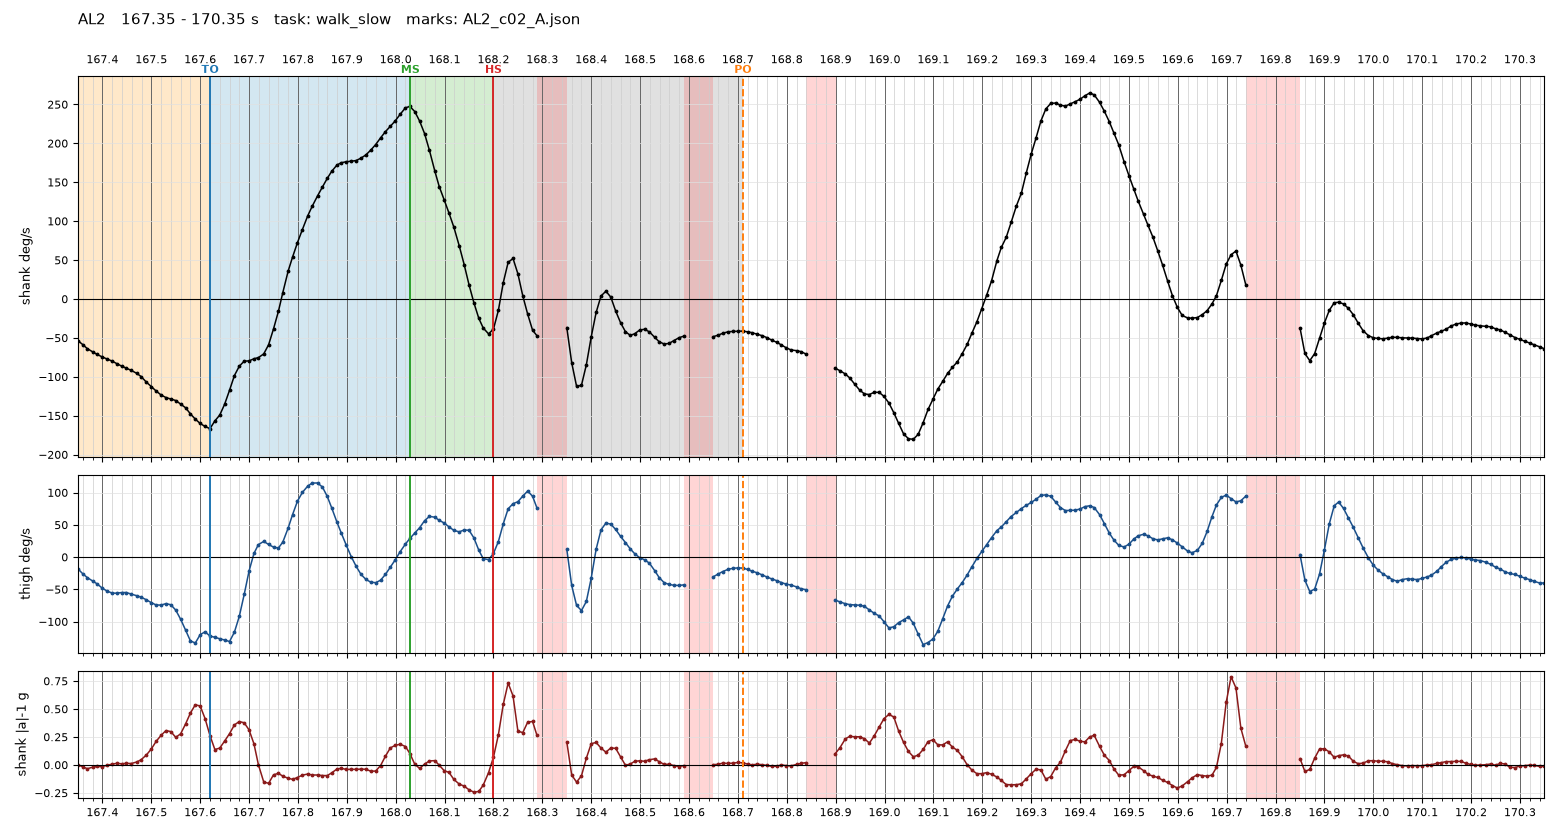 AL2   167.35 - 170.35 s   task: walk_slow   marks: AL2_c02_A.json
167.4 167.5 167.6 167.7 167.8 167.9 168.0 168.1 168.2 168.3 168.4 168.5 168.6 168.7 168.8 168.9 169.0 169.1 169.2 169.3 169.4 169.5 169.6 169.7 169.8 169.9 170.0 170.1 170.2 170.3
TO MS HS PO
shank deg/s
250
200
150
100
50
0
−50
−100
−150
−200
thigh deg/s
100
50
0
−50
−100
shank |a|-1 g
0.75
0.50
0.25
0.00
−0.25
167.4 167.5 167.6 167.7 167.8 167.9 168.0 168.1 168.2 168.3 168.4 168.5 168.6 168.7 168.8 168.9 169.0 169.1 169.2 169.3 169.4 169.5 169.6 169.7 169.8 169.9 170.0 170.1 170.2 170.3